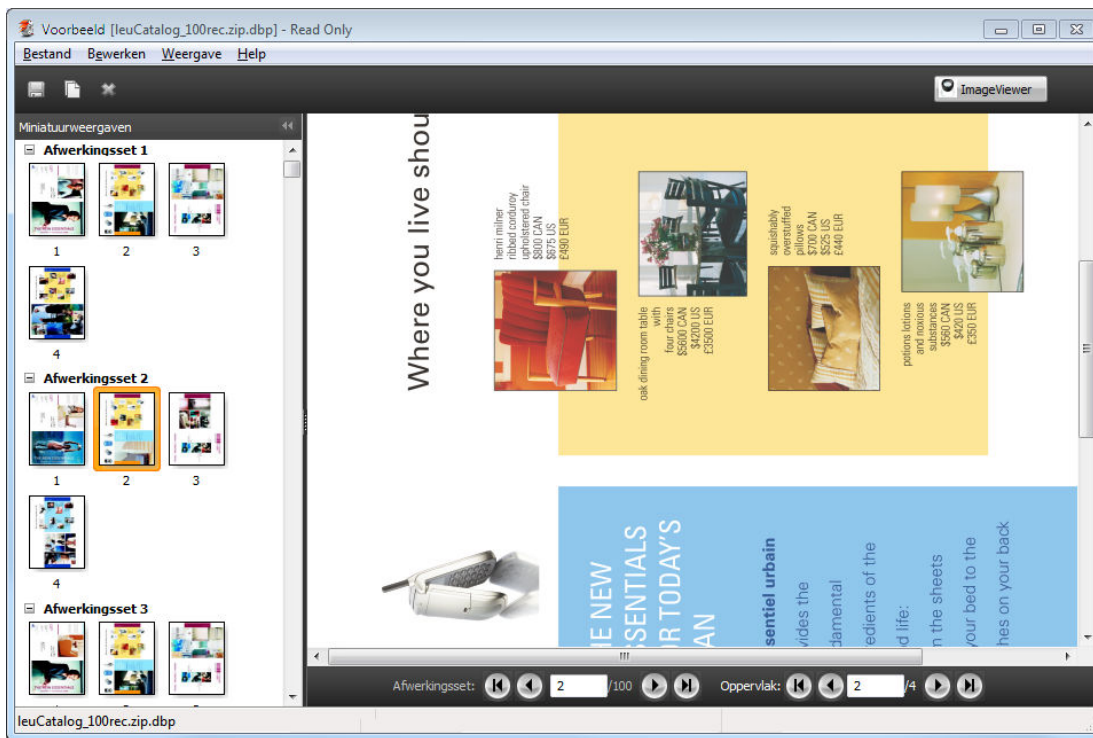 Voorbeeld [leuCatalog_100rec.zip.dbp] - Read Only
Bestand Bewerken Weergave Help
ImageViewer
Miniatuurweergaven
Afwerkingsset 1
1 2 3
4
Afwerkingsset 2
1 2 3
4
Afwerkingsset 3
Where you live shou
henri milner
ribbed corduroy
upholstered chair
$800 CAN
$675 US
£490 EUR
oak dining room table
with
four chairs
$5600 CAN
$4200 US
£3500 EUR
squishably
overstuffed
pillows
$700 CAN
$525 US
£440 EUR
potions lotions
and noxious
substances
$560 CAN
$420 US
£350 EUR
HE NEW
SSENTIALS
R TODAY'S
AN
sentiel urbain
vides the
damental
redients of the
d life:
n the sheets
your bed to the
hes on your back
Afwerkingsset: 2 /100 Oppervlak: 2 /4
leuCatalog_100rec.zip.dbp